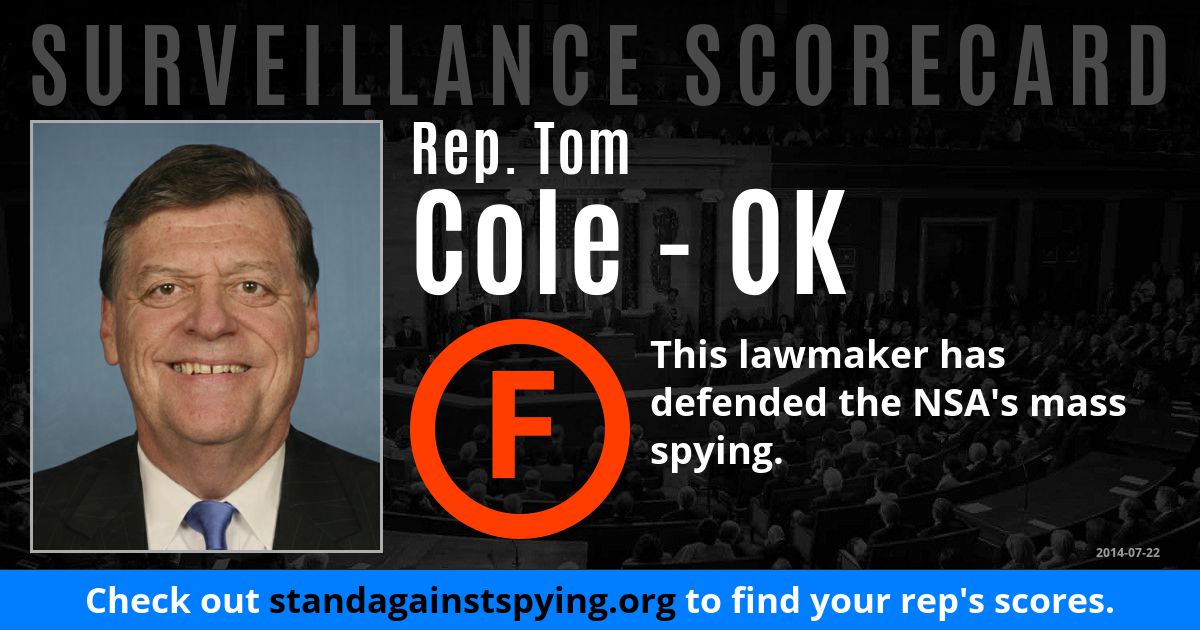 SURVEILLANCE SCORECARD
Rep. Tom
Cole - OK
F
This lawmaker has
defended the NSA's mass
spying.
2014-07-22
Check out standagainstspying.org to find your rep's scores.